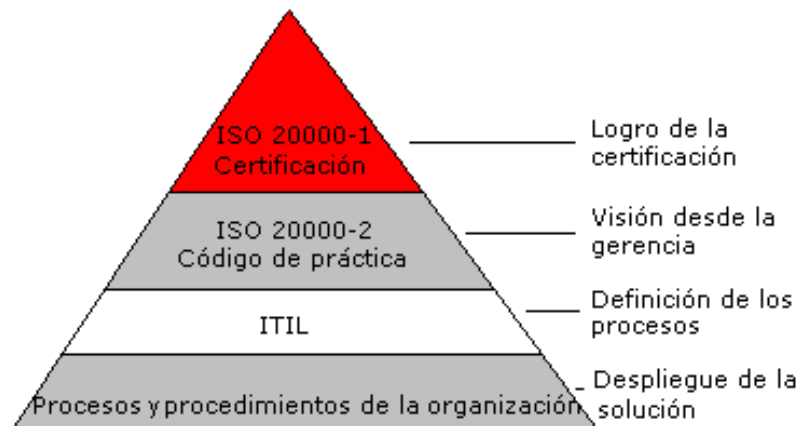 ISO 20000-1
Certificación
Logro de la
certificación
ISO 20000-2
Código de práctica
Visión desde la
gerencia
ITIL
Definición de los
procesos
Procesos y procedimientos de la organización
Despliegue de la
solución